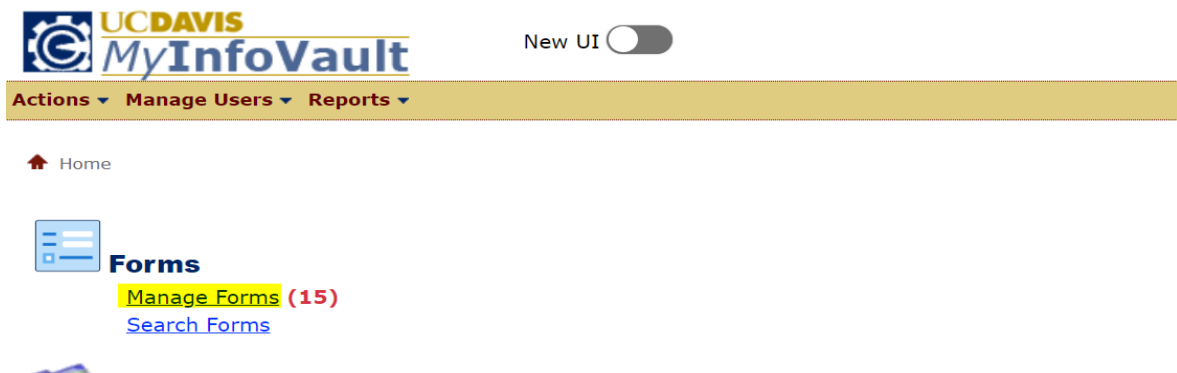 UCDAVIS
MyInfoVault
New UI
Actions Manage Users Reports
Home
Forms
Manage Forms (15)
Search Forms